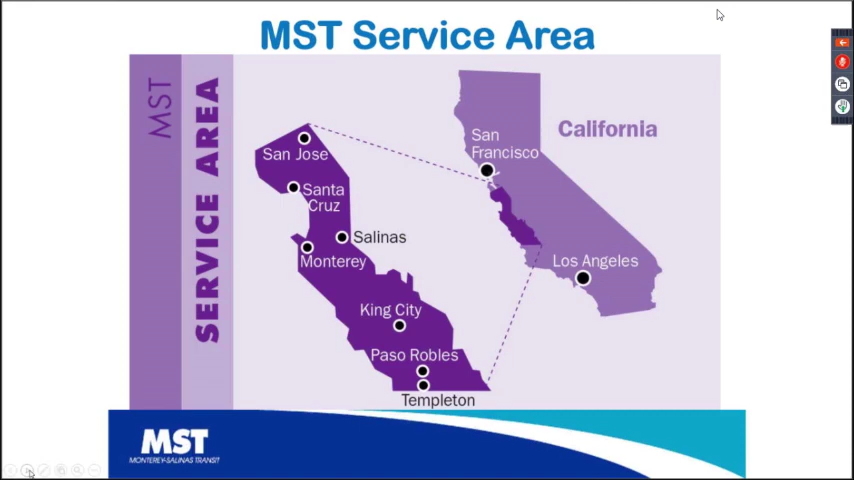 MST Service Area
MST
SERVICE AREA
San Jose
Santa
Cruz
Salinas
Monterey
King City
Paso Robles
Templeton
San
Francisco
California
Los Angeles
MST
MONTEREY-SALINAS TRANSIT